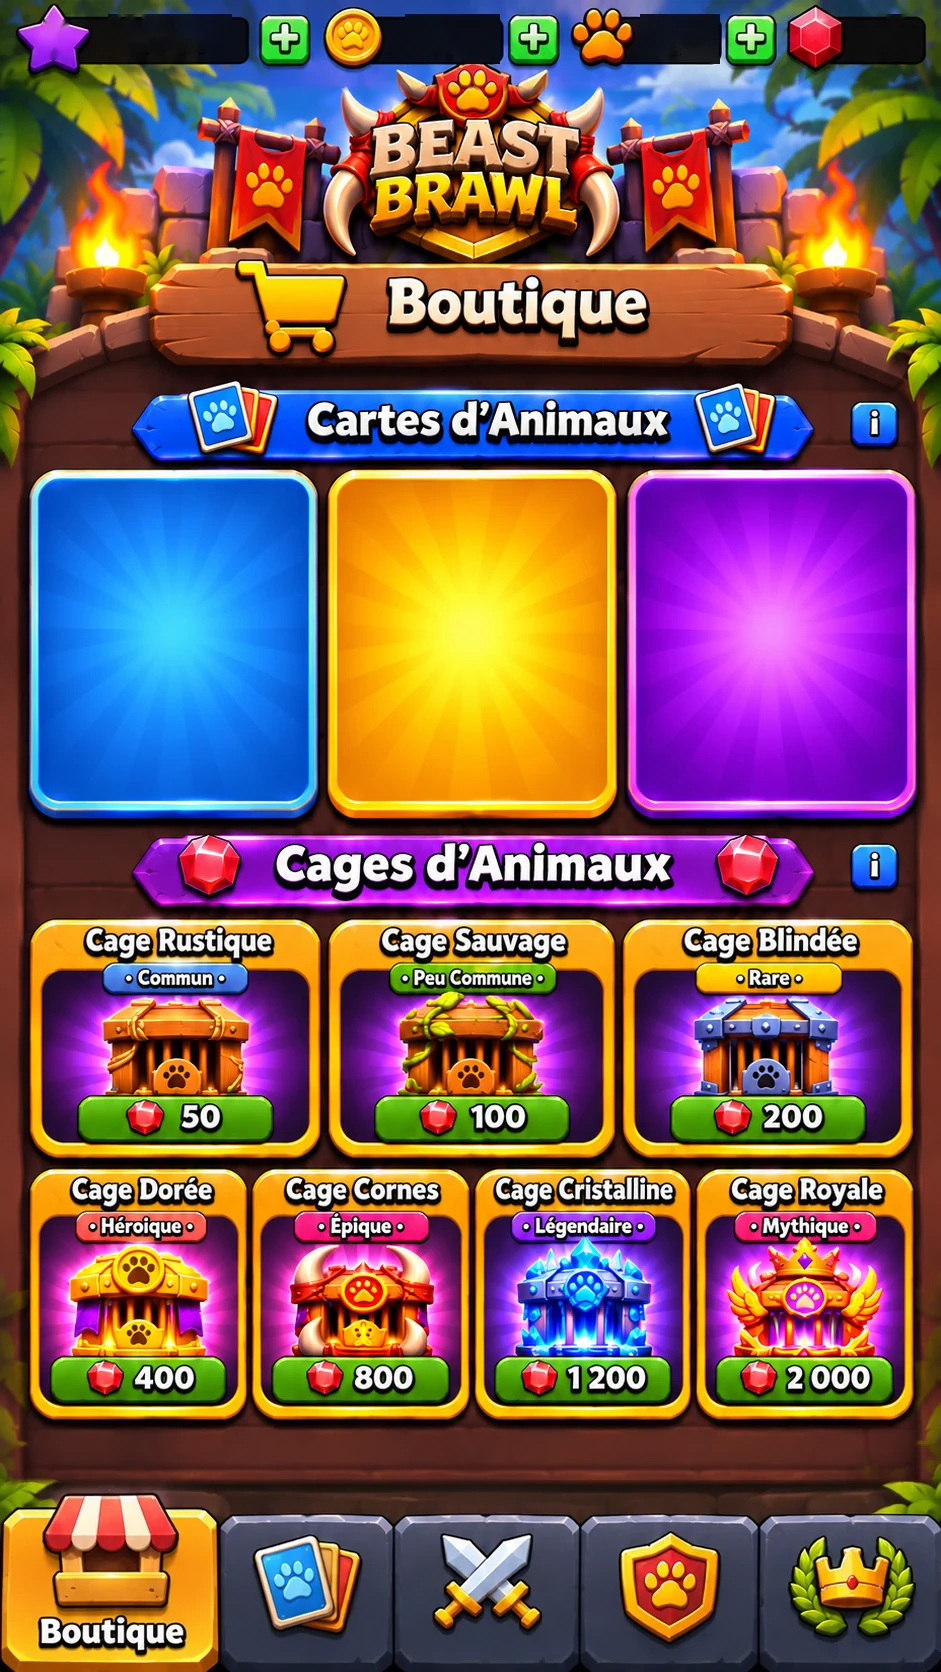 BEAST
BRAWL
Boutique
Cartes d'Animaux
i
Cages d'Animaux
i
Cage Rustique
• Commun •
50
Cage Sauvage
• Peu Commune •
100
Cage Blindée
• Rare •
200
Cage Dorée
• Héroique •
400
Cage Cornes
• Épique •
800
Cage Cristalline
• Légendaire •
1 200
Cage Royale
• Mythique •
2 000
Boutique